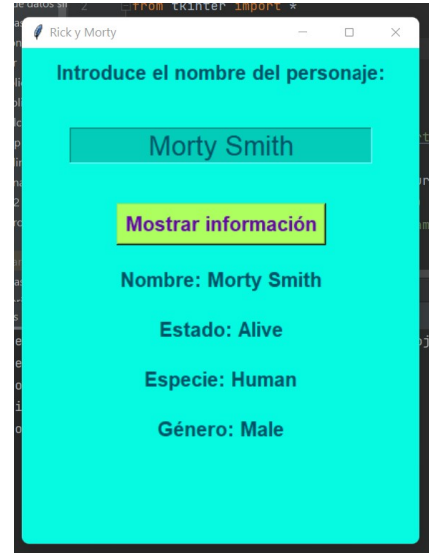 2 from tkinter import *
Rick y Morty
Introduce el nombre del personaje:
Morty Smith
Mostrar información
Nombre: Morty Smith
Estado: Alive
Especie: Human
Género: Male